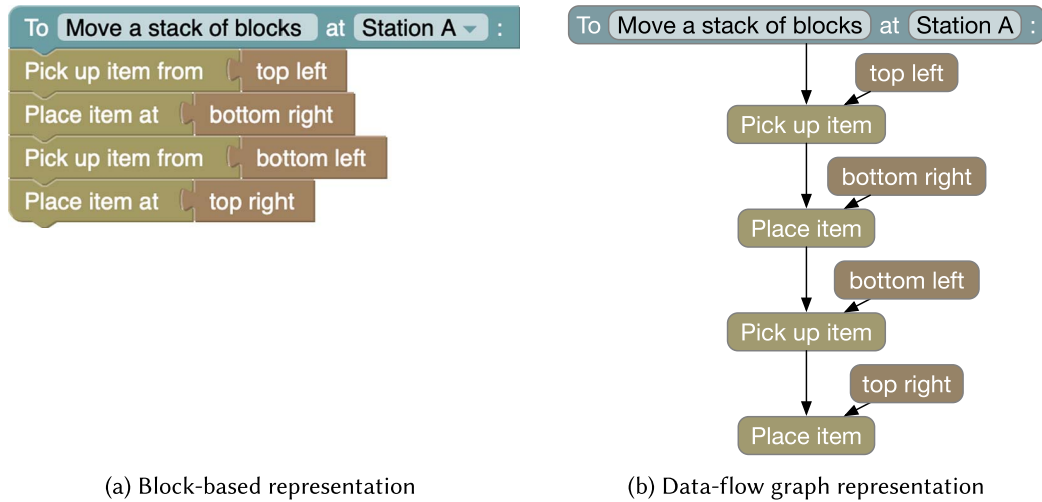 To Move a stack of blocks at Station A :
Pick up item from top left
Place item at bottom right
Pick up item from bottom left
Place item at top right
(a) Block-based representation
To Move a stack of blocks at Station A :
top left
Pick up item
bottom right
Place item
bottom left
Pick up item
top right
Place item
(b) Data-flow graph representation